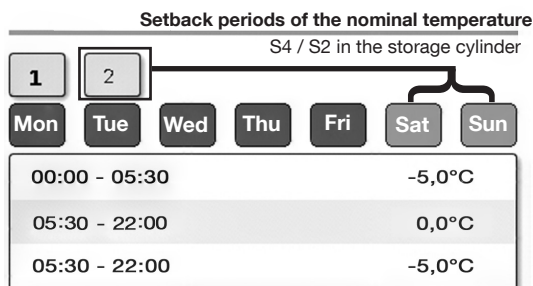 Setback periods of the nominal temperature
S4 / S2 in the storage cylinder
1 2
Mon Tue Wed Thu Fri Sat Sun
00:00 - 05:30 -5,0°C
05:30 - 22:00 0,0°C
05:30 - 22:00 -5,0°C